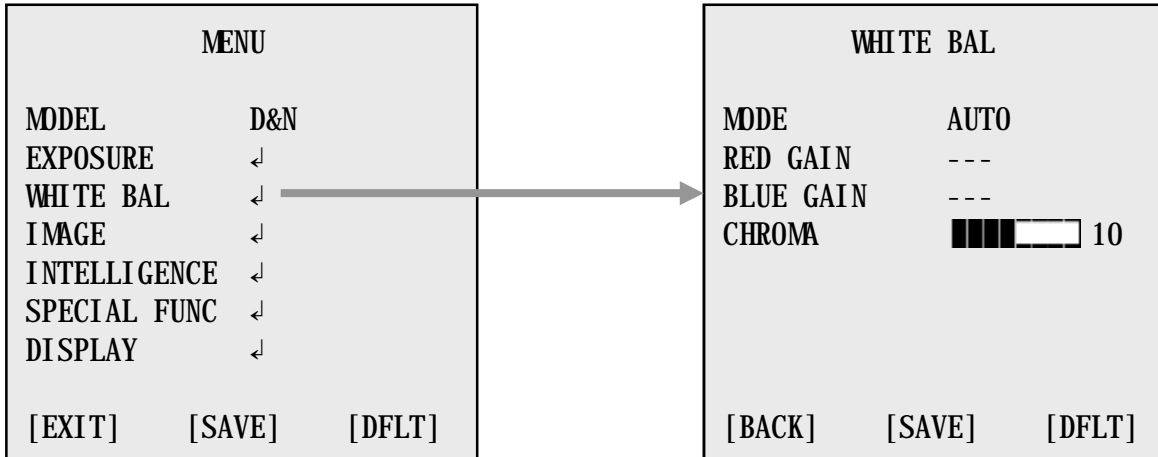 MENU
MODEL D&N
EXPOSURE ↲
WHITE BAL ↲
IMAGE ↲
INTELLIGENCE ↲
SPECIAL FUNC ↲
DISPLAY ↲
[EXIT] [SAVE] [DFLT]
WHITE BAL
MODE AUTO
RED GAIN ---
BLUE GAIN ---
CHROMA 10
[BACK] [SAVE] [DFLT]